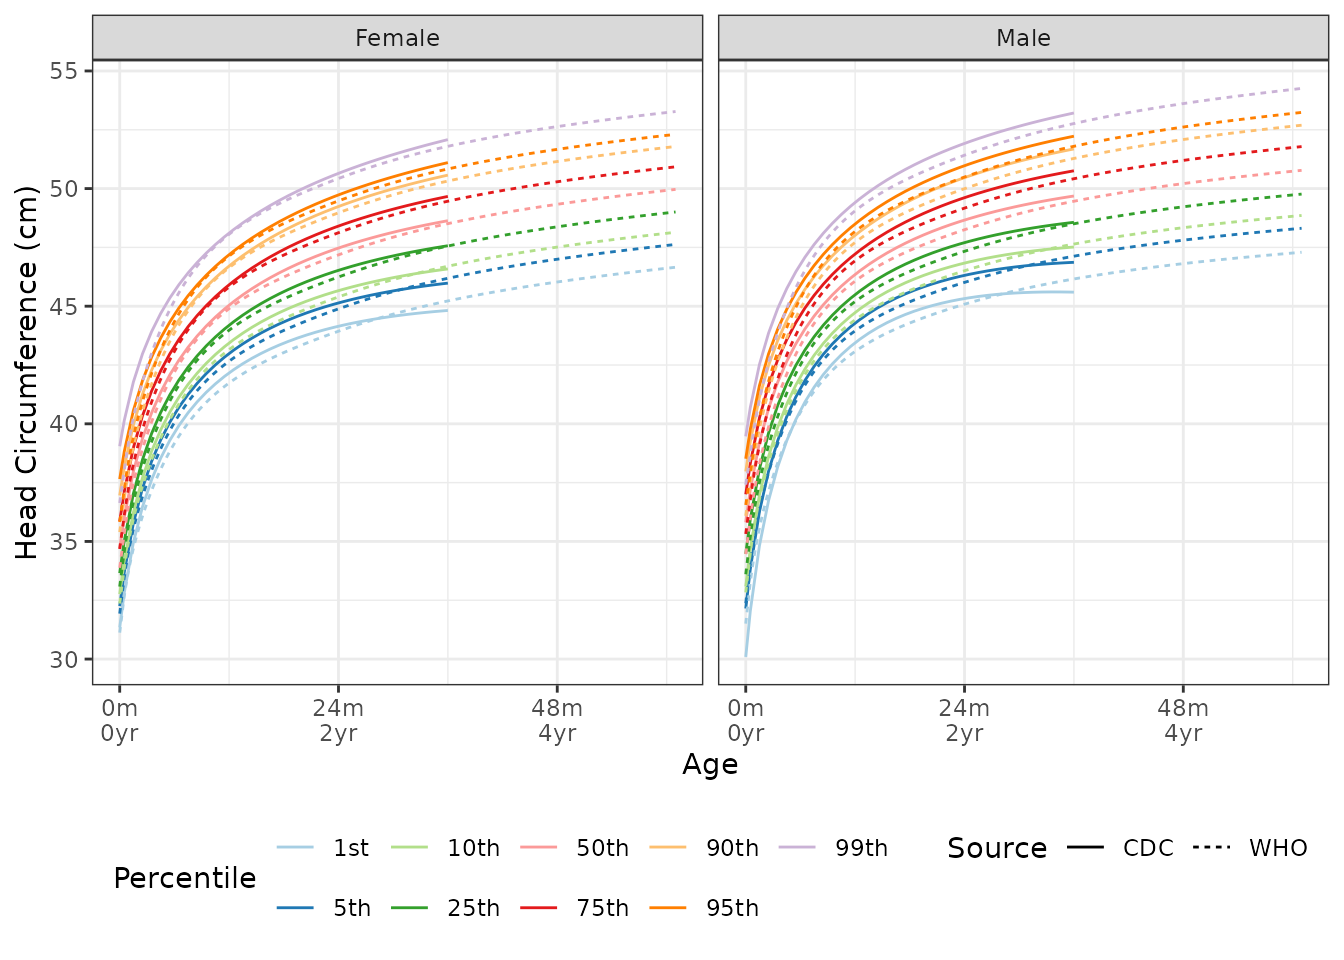 Female
Male
55
50
45
40
35
30
Head Circumference (cm)
0m 24m 48m
0yr 2yr 4yr
0m 24m 48m
0yr 2yr 4yr
Age
Percentile
1st 10th 50th 90th 99th
5th 25th 75th 95th
Source CDC WHO